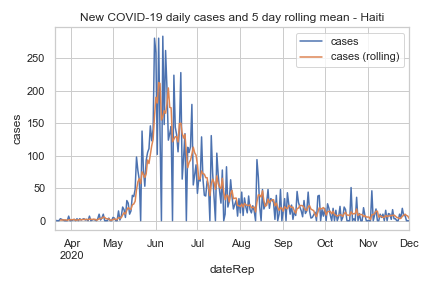 New COVID-19 daily cases and 5 day rolling mean - Haiti
cases
cases (rolling)
250
200
150
100
50
0
cases
Apr May Jun Jul Aug Sep Oct Nov Dec
2020
dateRep